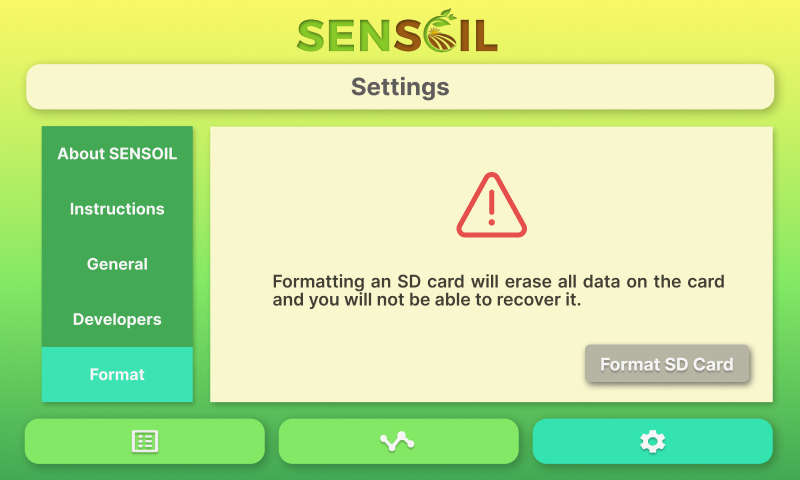 SENSOIL
Settings
About SENSOIL
Instructions
General
Developers
Format
Formatting an SD card will erase all data on the card
and you will not be able to recover it.
Format SD Card